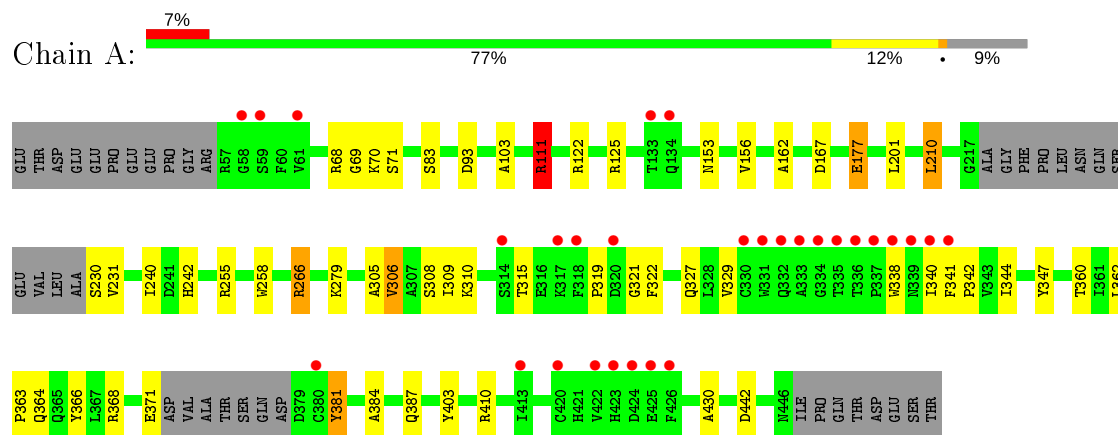 7%
Chain A:
77% 12% • 9%
GLU THR ASP GLU GLU PRO GLU GLU PRO GLY ARG R57 G58 S59 F60 V61 R68 G69 K70 S71 S83 D93 A103 R111 R122 R125 T133 Q134 N153 V156 A162 D167 E177 L201 L210 G217 ALA GLY PHE PRO LEU ASN GLN SER
GLU VAL LEU ALA S230 V231 I240 D241 H242 R255 W258 R266 K279 A305 V306 A307 S308 I309 K310 S314 T315 E316 K317 F318 P319 D320 G321 F322 Q327 L328 V329 C330 W331 Q332 A333 G334 T335 T336 P337 W338 N339 I340 F341 P342 V343 I344 Y347 T360 I361 L362
P363 Q364 Q365 Y366 L367 R368 E371 ASP VAL ALA THR SER GLN ASP D379 C380 Y381 A384 Q387 Y403 R410 I413 C420 H421 V422 H423 D424 E425 F426 A430 D442 N446 ILE PRO GLN THR ASP GLU SER THR